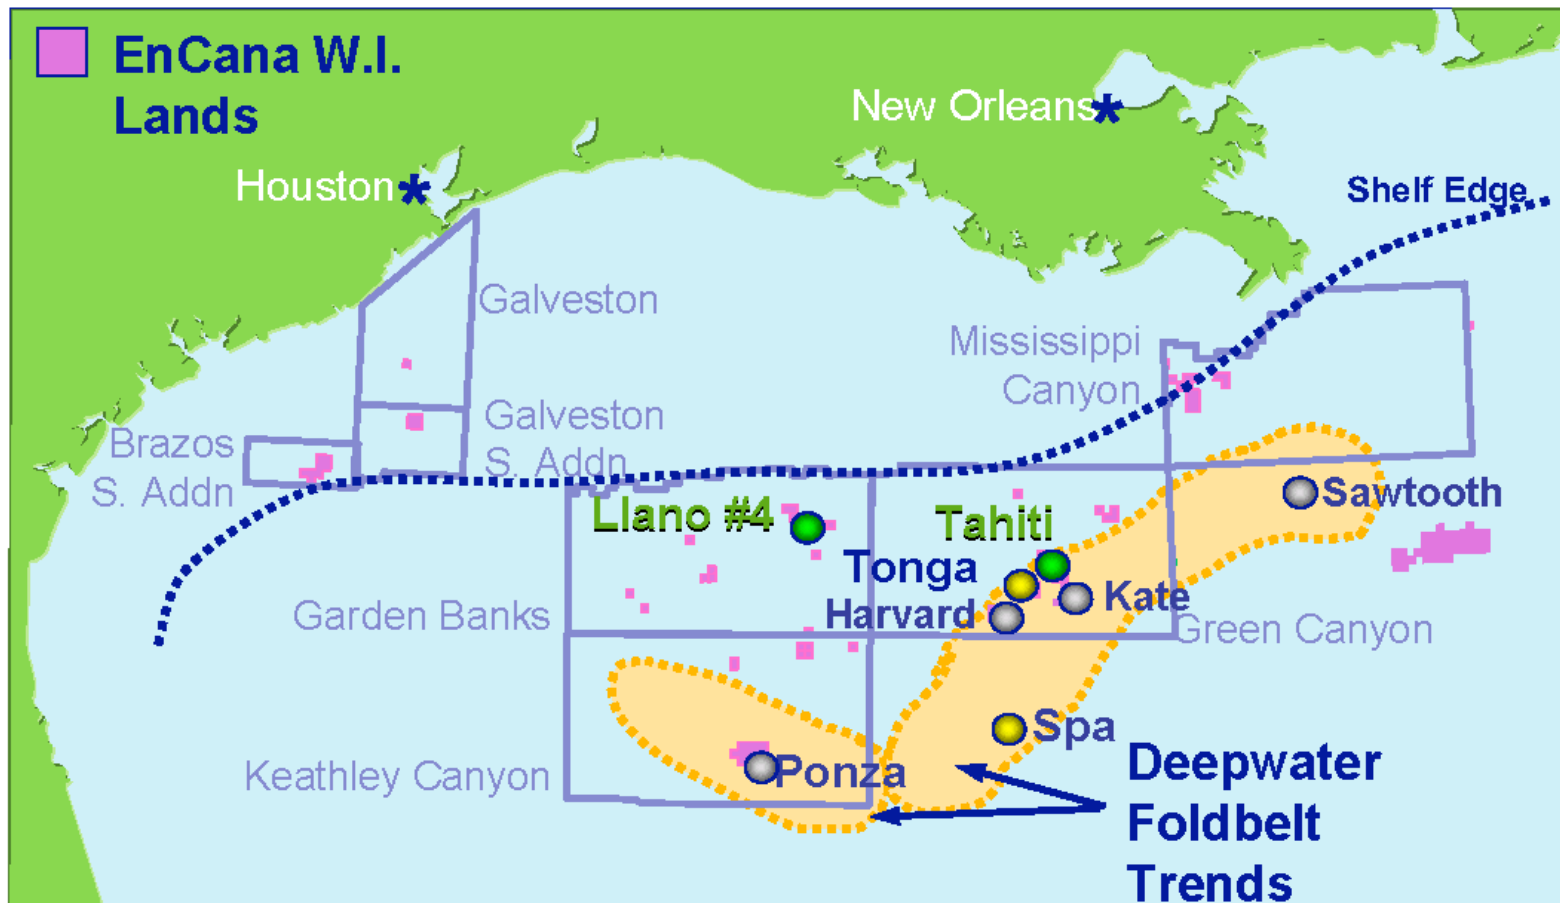 EnCana W.I.
Lands
New Orleans
Houston
Shelf Edge
Galveston
Mississippi
Canyon
Galveston
S. Addn
Brazos
S. Addn
Sawtooth
Llano #4
Tahiti
Tonga
Kate
Harvard
Garden Banks
Green Canyon
Spa
Ponza
Keathley Canyon
Deepwater
Foldbelt
Trends